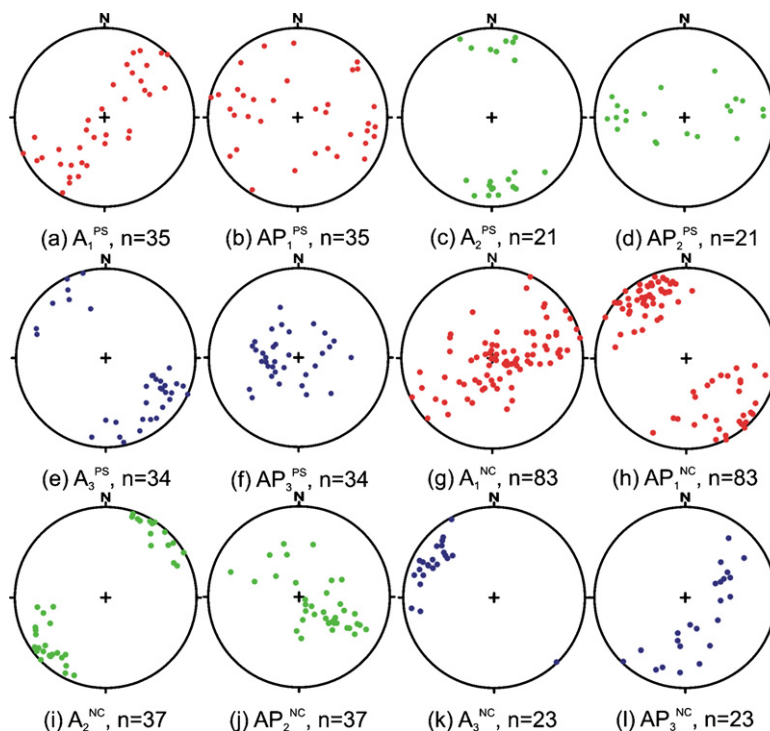 N N N N
(a) A₁ᴾˢ, n=35 (b) AP₁ᴾˢ, n=35 (c) A₂ᴾˢ, n=21 (d) AP₂ᴾˢ, n=21
N N N N
(e) A₃ᴾˢ, n=34 (f) AP₃ᴾˢ, n=34 (g) A₁ᴺᶜ, n=83 (h) AP₁ᴺᶜ, n=83
N N N N
(i) A₂ᴺᶜ, n=37 (j) AP₂ᴺᶜ, n=37 (k) A₃ᴺᶜ, n=23 (l) AP₃ᴺᶜ, n=23